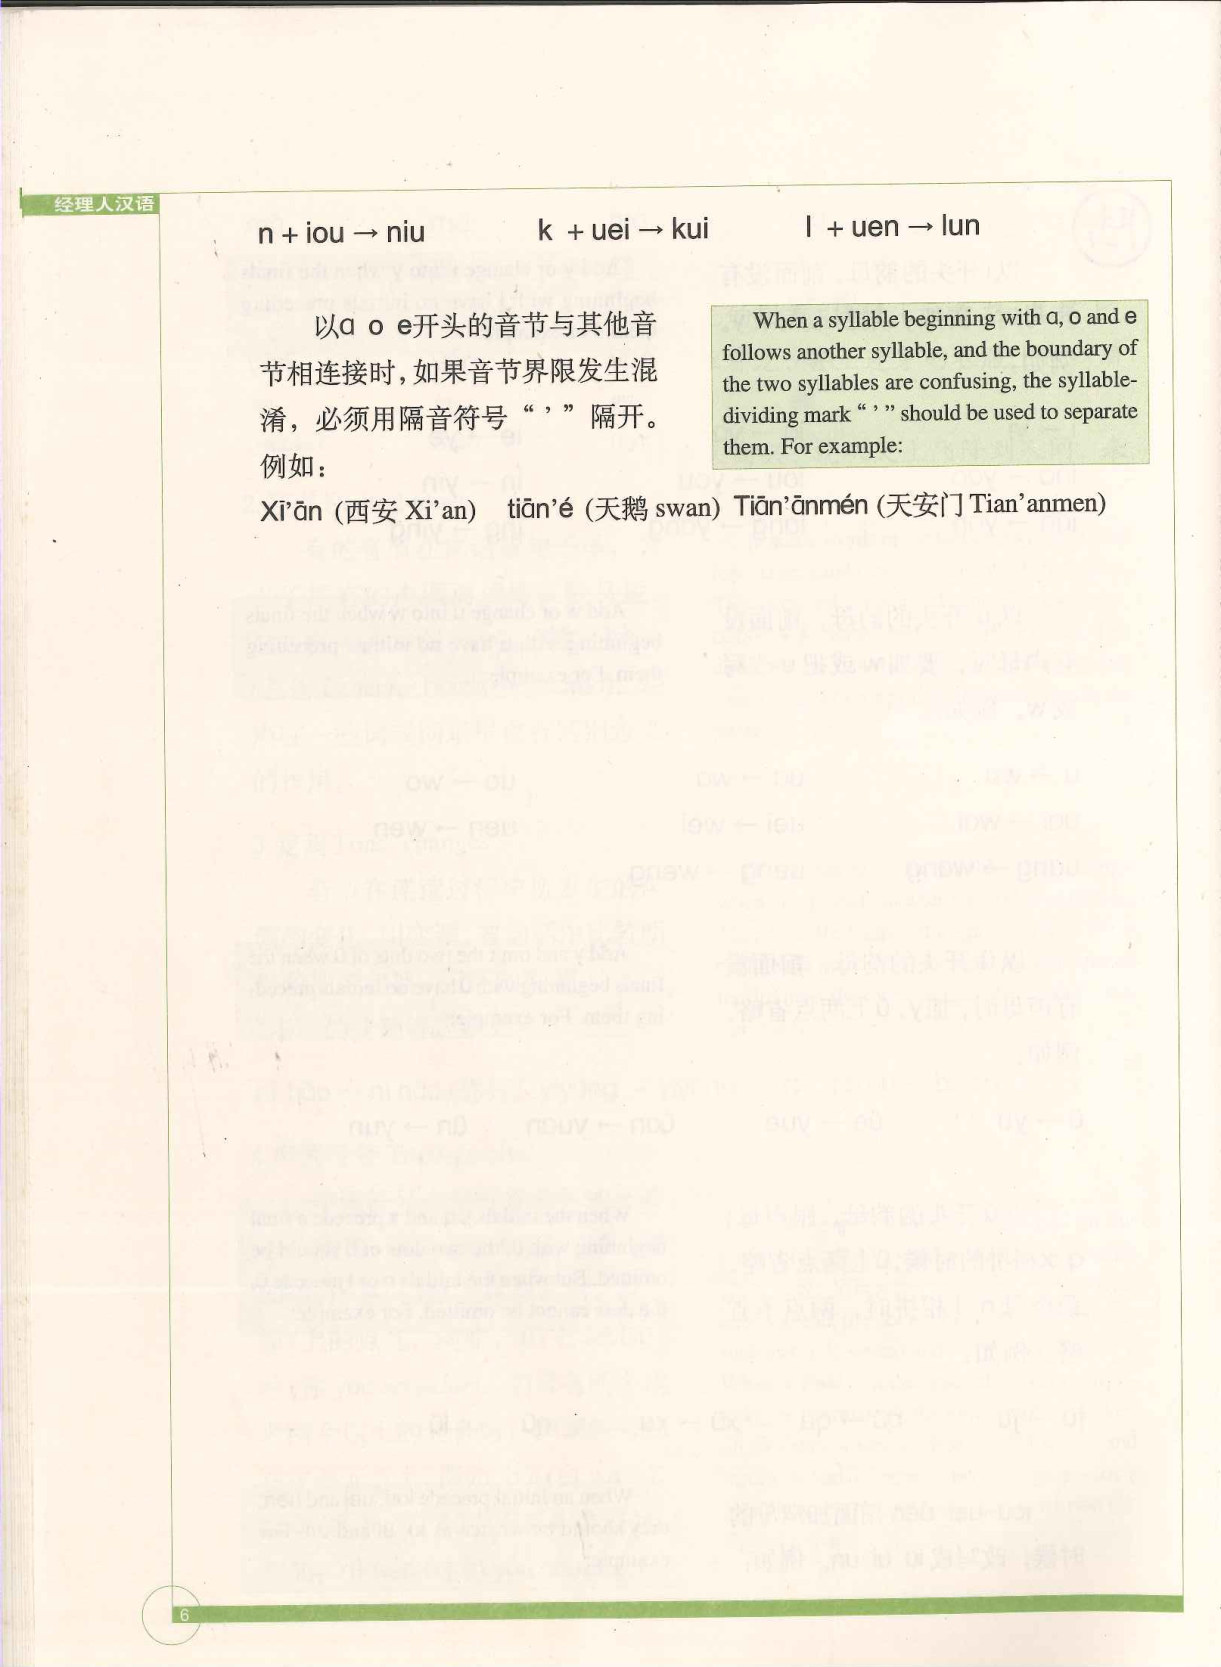 经理人汉语
n + iou → niu k + uei → kui l + uen → lun
以ɑ o e开头的音节与其他音
节相连接时，如果音节界限发生混
淆，必须用隔音符号“ ’ ”隔开。
例如：
When a syllable beginning with ɑ, o and e
follows another syllable, and the boundary of
the two syllables are confusing, the syllable-
dividing mark “ ’ ” should be used to separate
them. For example:
Xī’ān (西安 Xi’an) tiān’é (天鹅 swan) Tiān’ānmén (天安门 Tian’anmen)
6